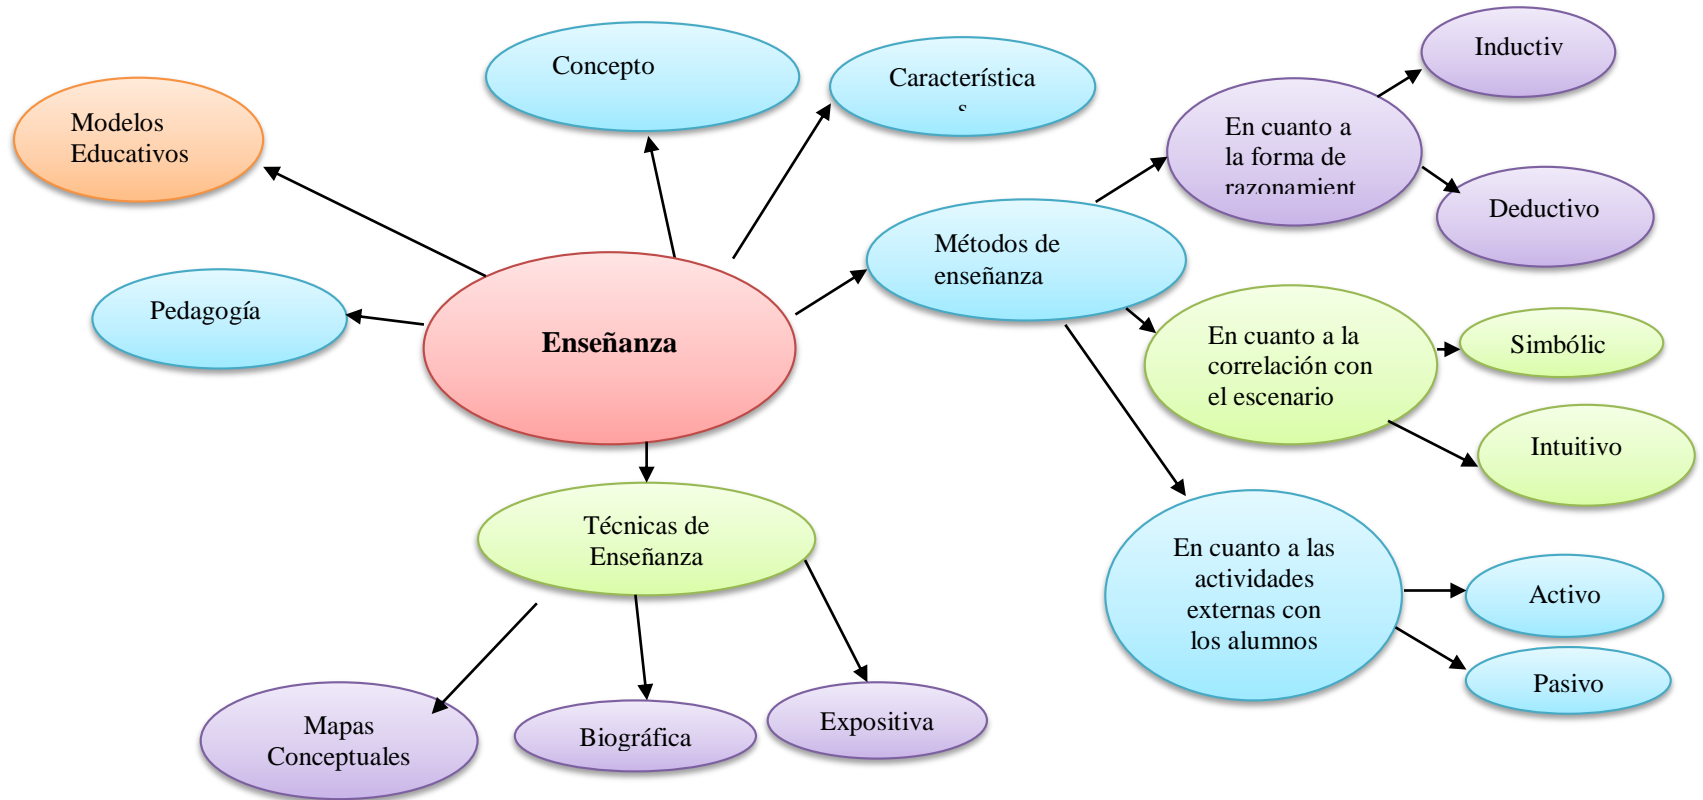 Concepto
Característica
s
Inductiv
Modelos
Educativos
En cuanto a
la forma de
razonamient
Deductivo
Métodos de
enseñanza
Pedagogía
Enseñanza
En cuanto a la
correlación con
el escenario
Simbólic
Intuitivo
Técnicas de
Enseñanza
En cuanto a las
actividades
externas con
los alumnos
Activo
Pasivo
Mapas
Conceptuales
Biográfica
Expositiva